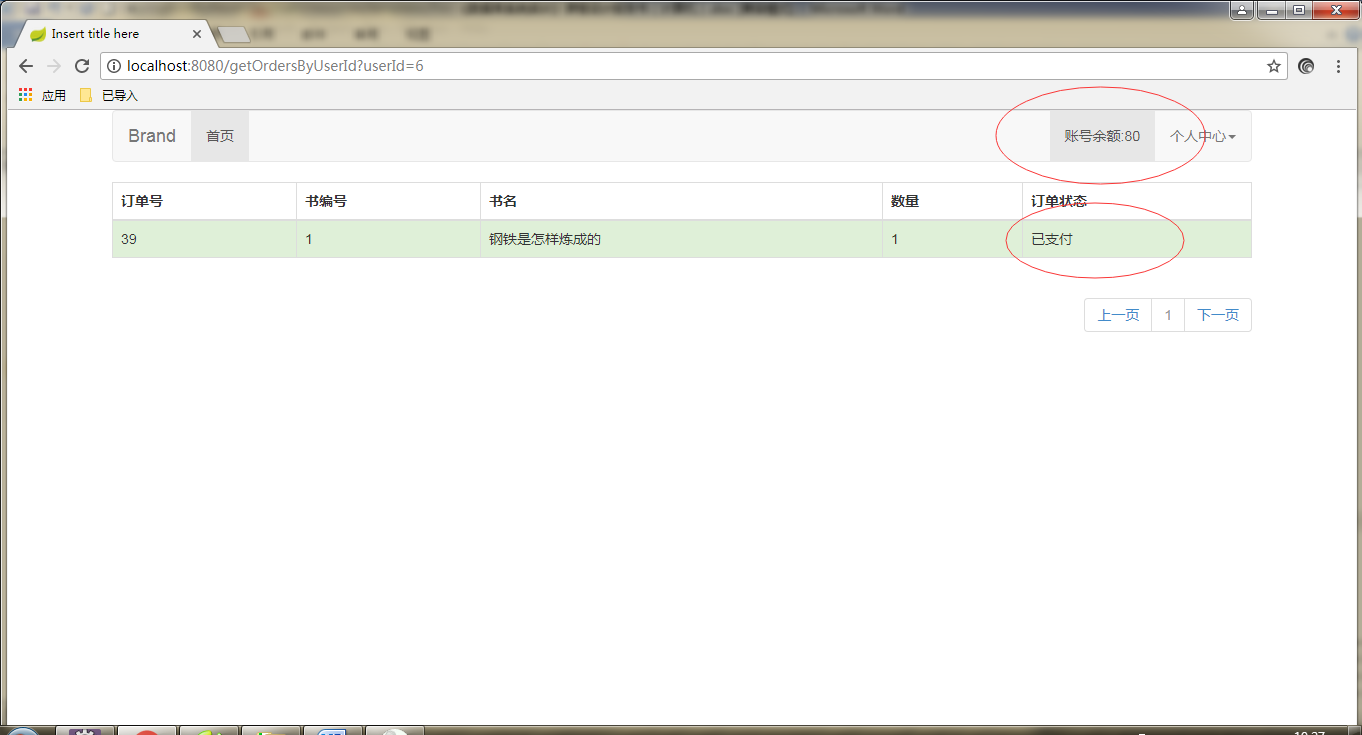 Insert title here
localhost:8080/getOrdersByUserId?userId=6
应用 已导入
Brand 首页 账号余额:80 个人中心
订单号 书编号 书名 数量 订单状态
39 1 钢铁是怎样炼成的 1 已支付
上一页 1 下一页